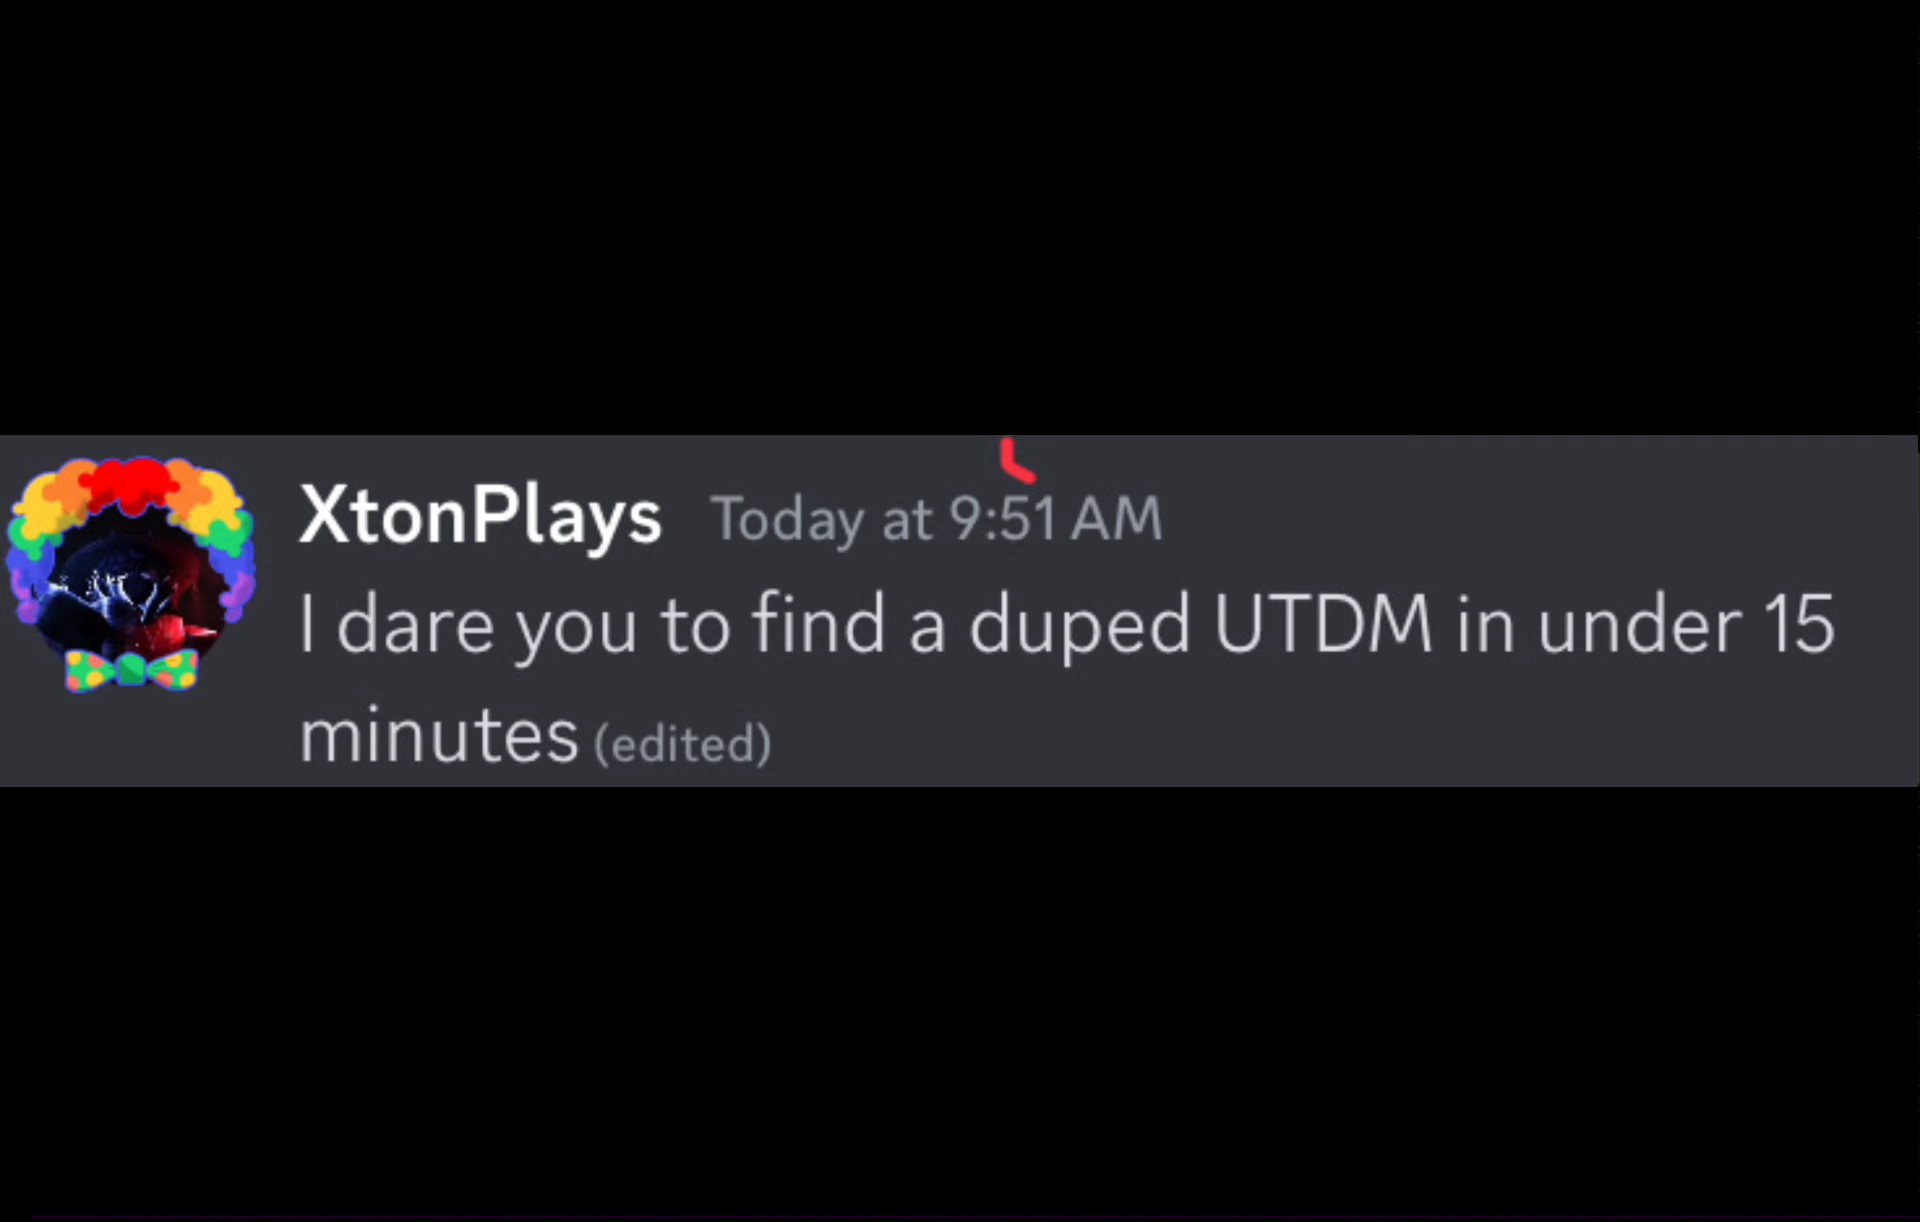 XtonPlays Today at 9:51 AM
I dare you to find a duped UTDM in under 15
minutes (edited)